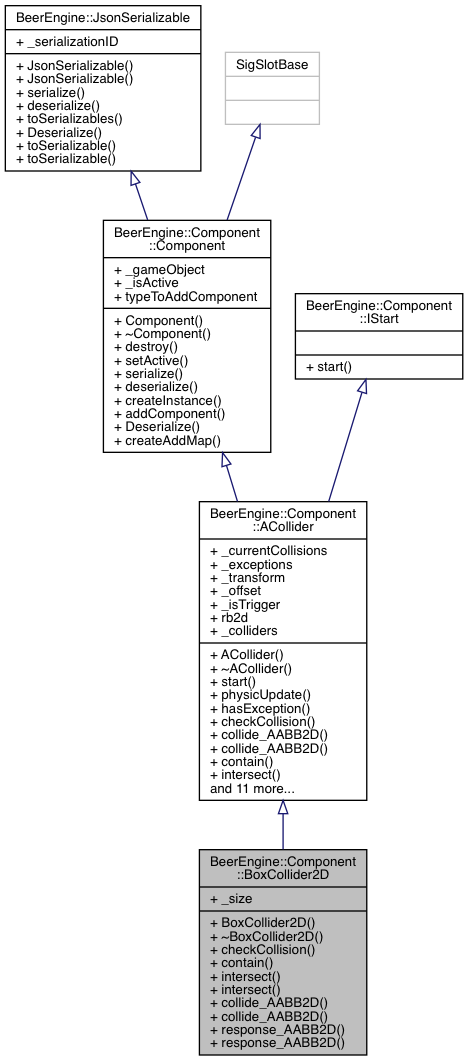 BeerEngine::JsonSerializable
+ _serializationID
+ JsonSerializable()
+ JsonSerializable()
+ serialize()
+ deserialize()
+ toSerializables()
+ Deserialize()
+ toSerializable()
+ toSerializable()
SigSlotBase
BeerEngine::Component
::Component
+ _gameObject
+ _isActive
+ typeToAddComponent
+ Component()
+ ~Component()
+ destroy()
+ setActive()
+ serialize()
+ deserialize()
+ createInstance()
+ addComponent()
+ Deserialize()
+ createAddMap()
BeerEngine::Component
::IStart
+ start()
BeerEngine::Component
::ACollider
+ _currentCollisions
+ _exceptions
+ _transform
+ _offset
+ _isTrigger
+ rb2d
+ _colliders
+ ACollider()
+ ~ACollider()
+ start()
+ physicUpdate()
+ hasException()
+ checkCollision()
+ collide_AABB2D()
+ collide_AABB2D()
+ contain()
+ intersect()
and 11 more...
BeerEngine::Component
::BoxCollider2D
+ _size
+ BoxCollider2D()
+ ~BoxCollider2D()
+ checkCollision()
+ contain()
+ intersect()
+ intersect()
+ collide_AABB2D()
+ collide_AABB2D()
+ response_AABB2D()
+ response_AABB2D()